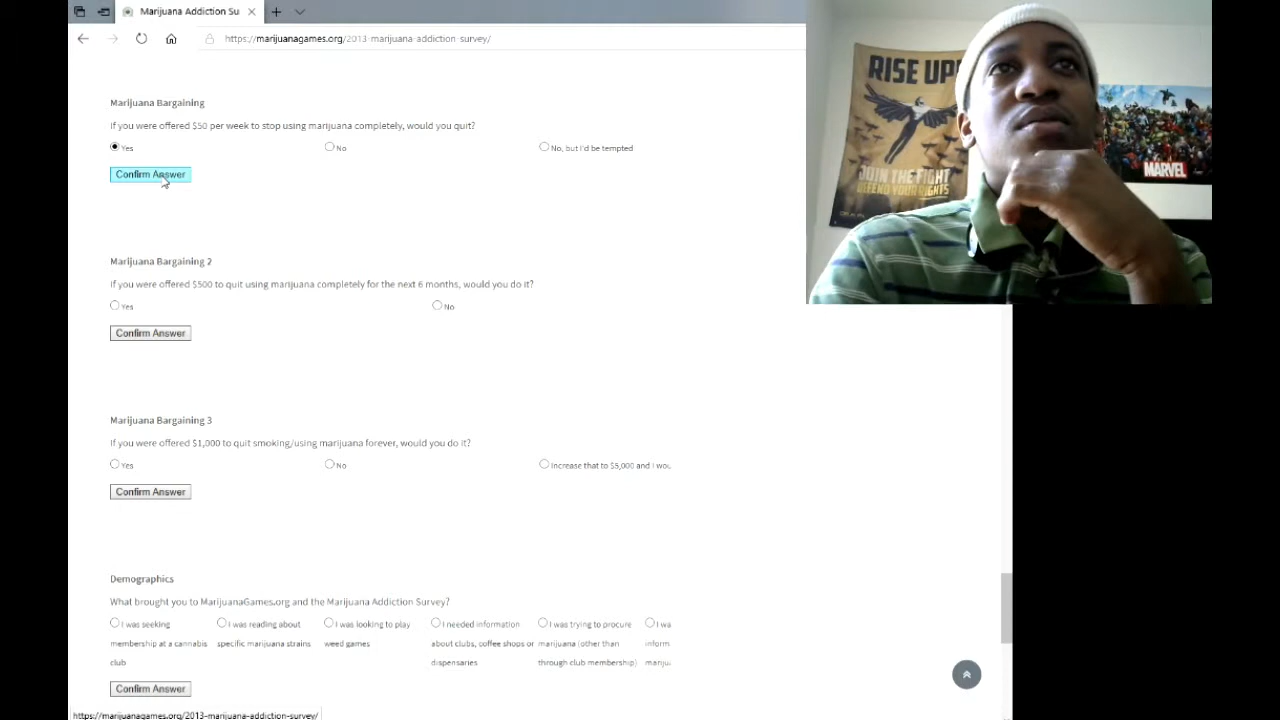 Marijuana Addiction Su
https://marijuanagames.org/2013-marijuana-addiction-survey/
RISE UP!
JOIN THE FIGHT
DEFEND YOUR RIGHTS
MARVEL
Marijuana Bargaining
If you were offered $50 per week to stop using marijuana completely, would you quit?
Yes No No, but I'd be tempted
Confirm Answer
Marijuana Bargaining 2
If you were offered $500 to quit using marijuana completely for the next 6 months, would you do it?
Yes No
Confirm Answer
Marijuana Bargaining 3
If you were offered $1,000 to quit smoking/using marijuana forever, would you do it?
Yes No Increase that to $5,000 and I wou
Confirm Answer
Demographics
What brought you to MarijuanaGames.org and the Marijuana Addiction Survey?
I was seeking membership at a cannabis club
I was reading about specific marijuana strains
I was looking to play weed games
I needed information about clubs, coffee shops or dispensaries
I was trying to procure marijuana (other than through club membership)
I wa inform mariju
Confirm Answer
https://marijuanagames.org/2013-marijuana-addiction-survey/